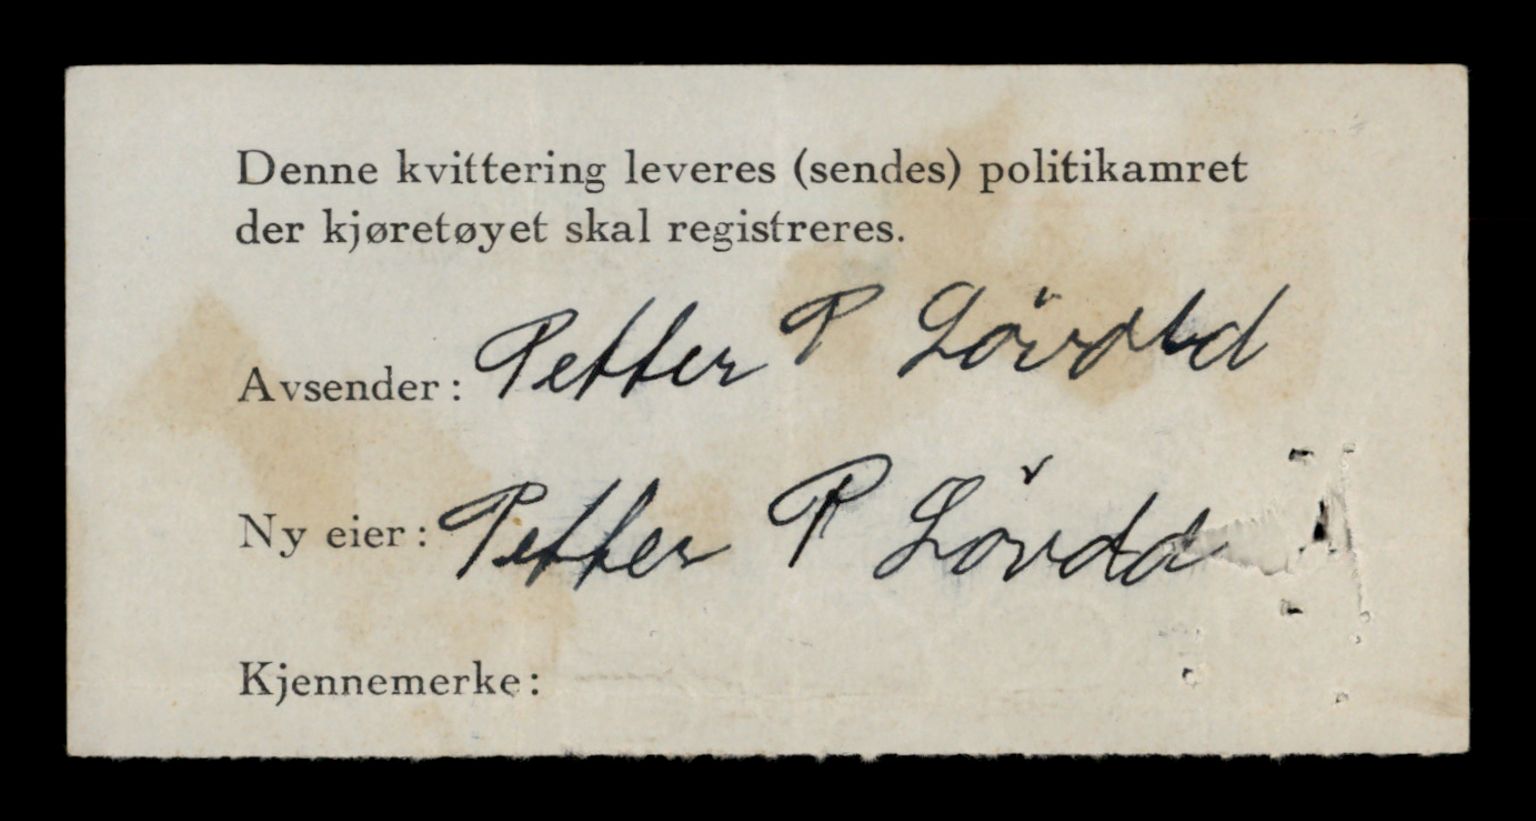 Denne kvittering leveres (sendes) politikamret
der kjøretøyet skal registreres.
Avsender: Petter P
Ny eier: Petter P
Kjennemerke: